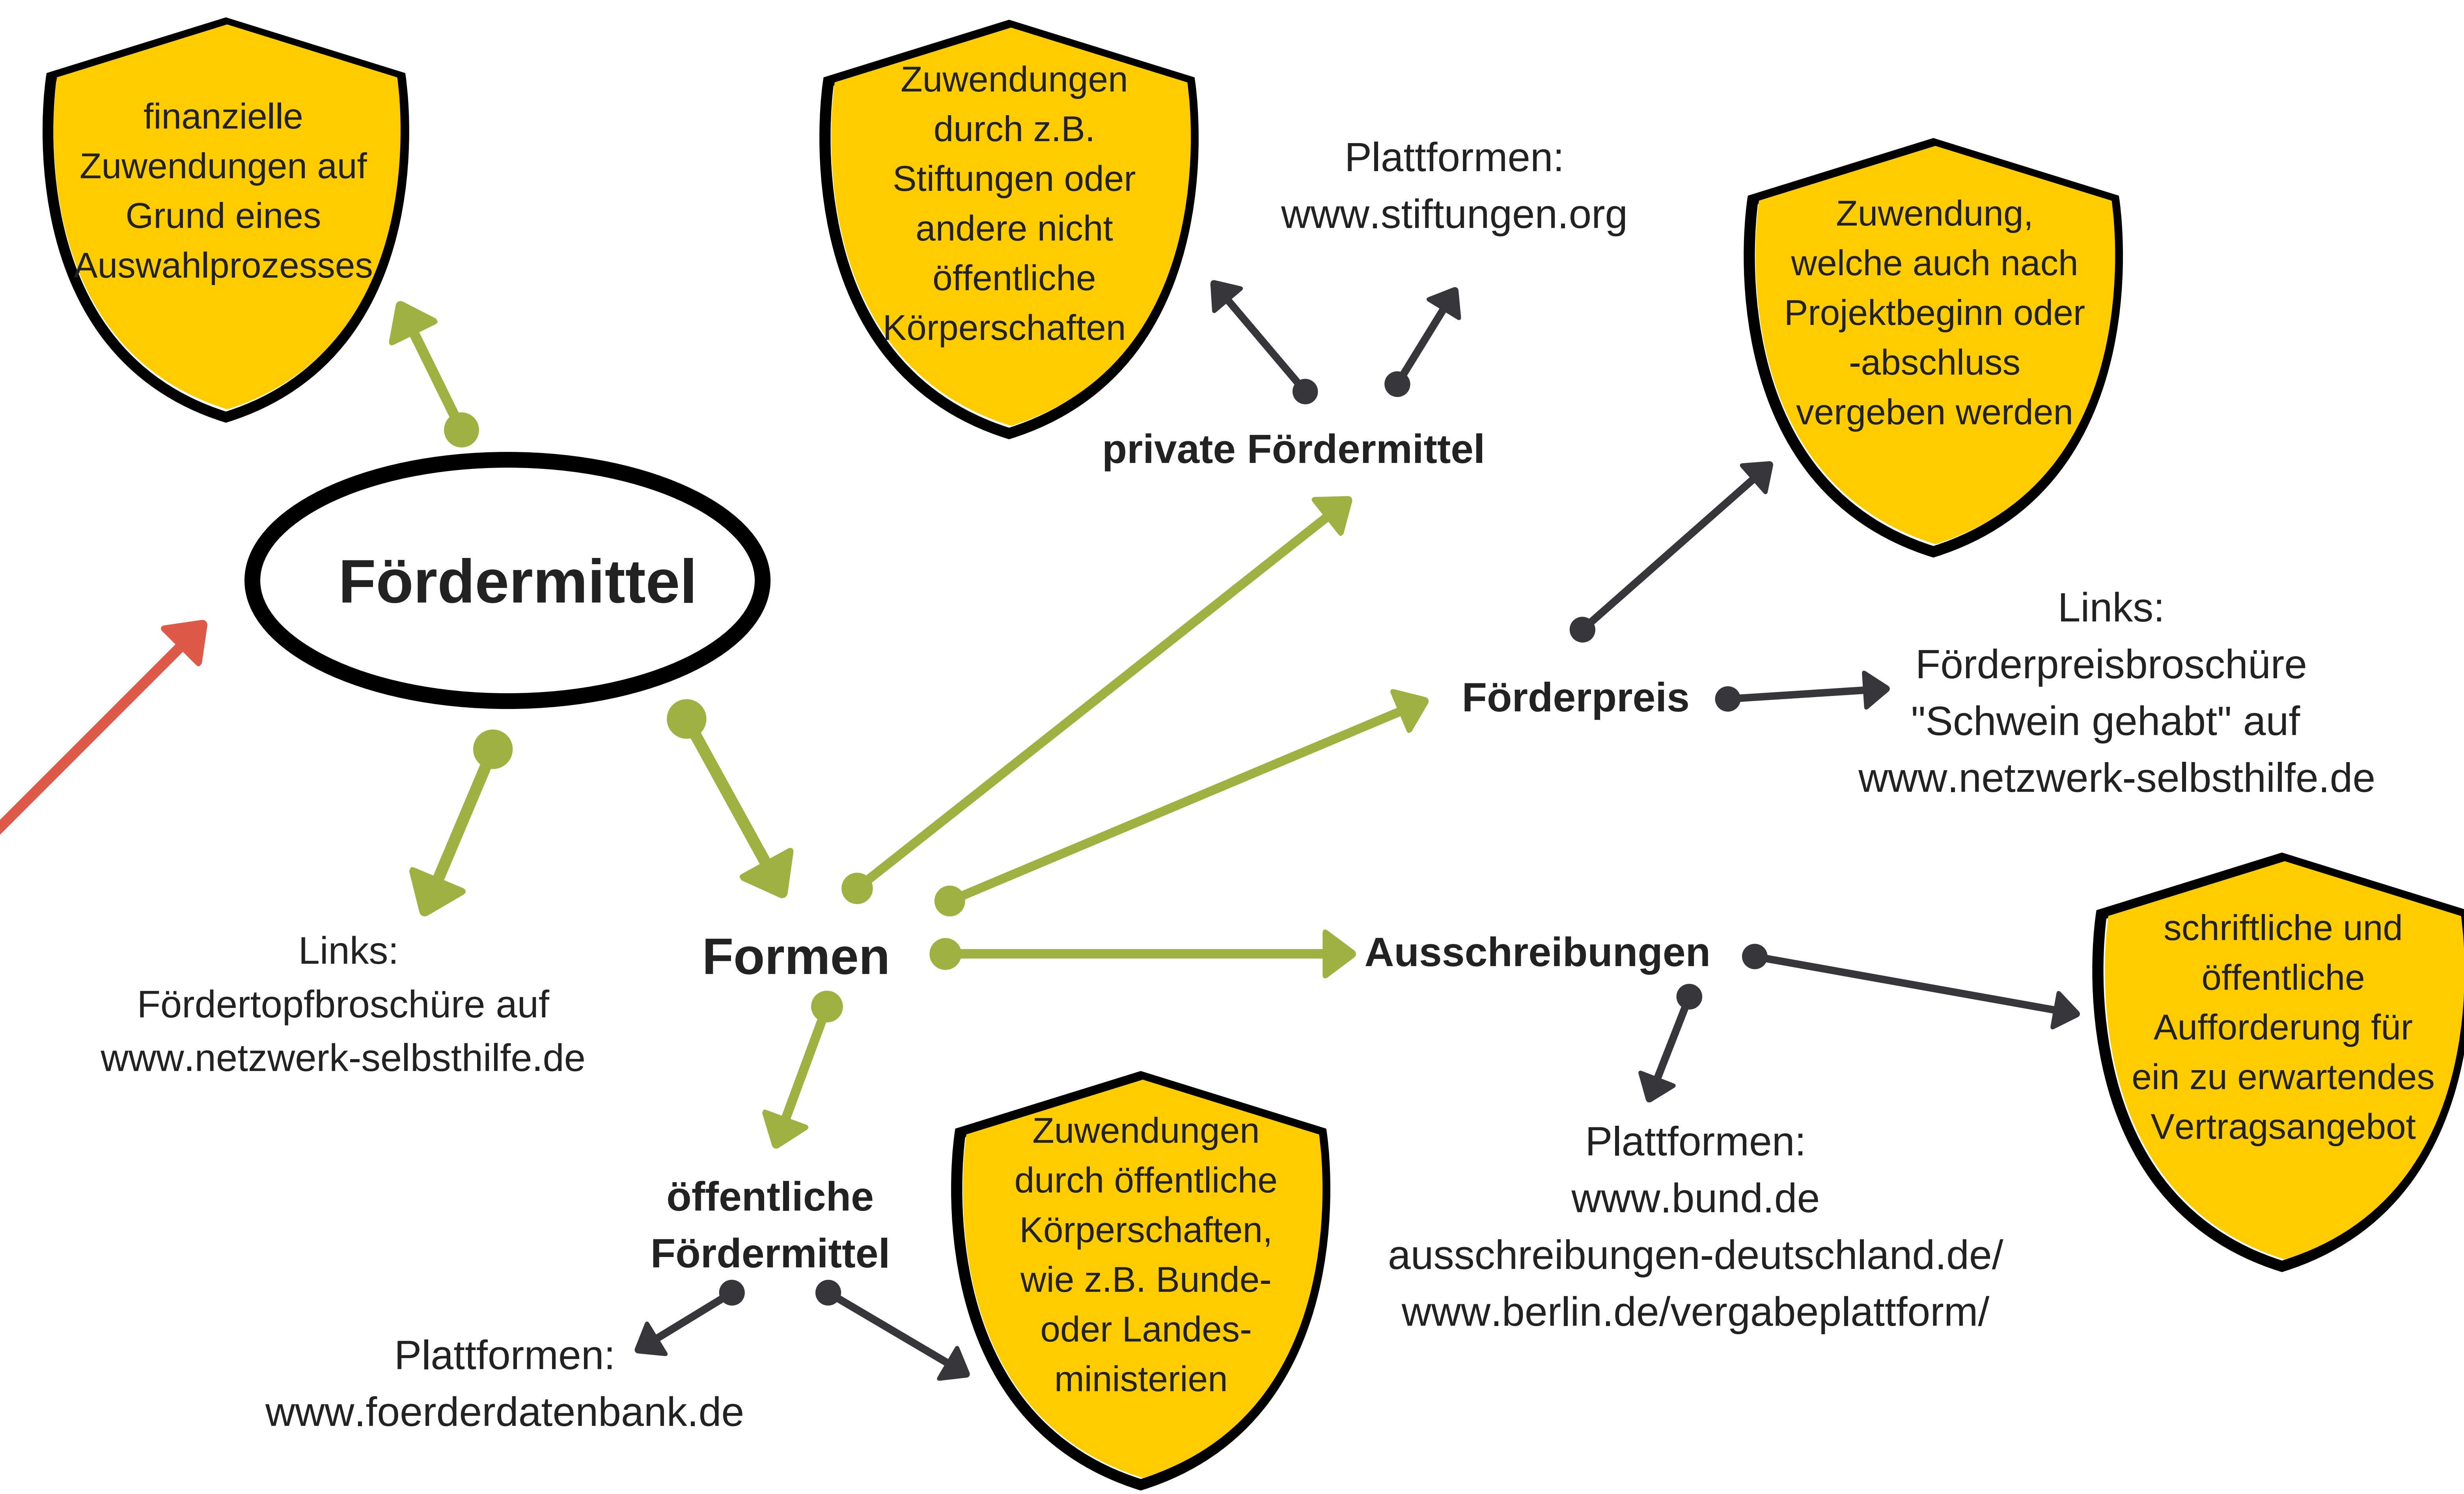 finanzielle
Zuwendungen auf
Grund eines
Auswahlprozesses
Zuwendungen
durch z.B.
Stiftungen oder
andere nicht
öffentliche
Körperschaften
Plattformen:
www.stiftungen.org
Zuwendung,
welche auch nach
Projektbeginn oder
-abschluss
vergeben werden
private Fördermittel
Fördermittel
Förderpreis
Links:
Förderpreisbroschüre
"Schwein gehabt" auf
www.netzwerk-selbsthilfe.de
Links:
Fördertopfbroschüre auf
www.netzwerk-selbsthilfe.de
Formen
Ausschreibungen
schriftliche und
öffentliche
Aufforderung für
ein zu erwartendes
Vertragsangebot
öffentliche
Fördermittel
Zuwendungen
durch öffentliche
Körperschaften,
wie z.B. Bunde-
oder Landes-
ministerien
Plattformen:
www.bund.de
ausschreibungen-deutschland.de/
www.berlin.de/vergabeplattform/
Plattformen:
www.foerderdatenbank.de